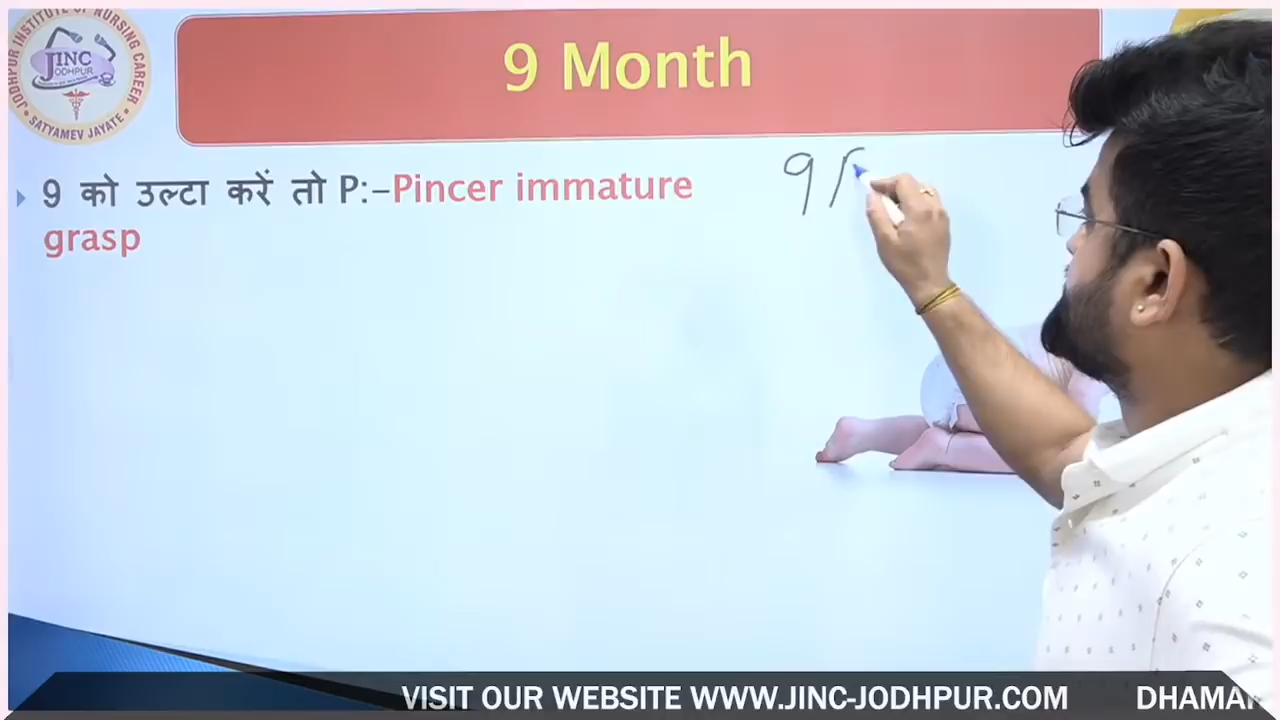 JODHPUR INSTITUTE OF NURSING CAREER
JINC
JODHPUR
SATYAMEV JAYATE
9 Month
9 को उल्टा करें तो P:-Pincer immature
grasp
9
VISIT OUR WEBSITE WWW.JINC-JODHPUR.COM